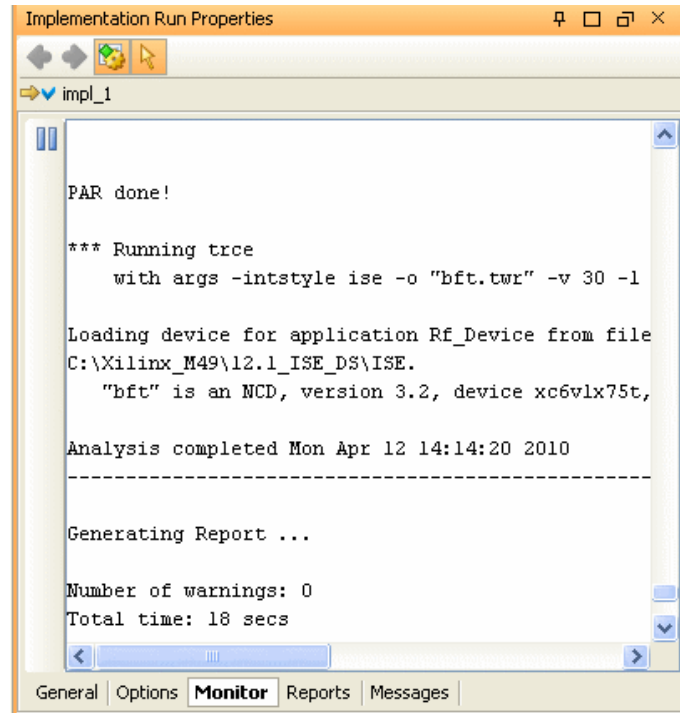 Implementation Run Properties
impl_1
PAR done!
*** Running trce
with args -intstyle ise -o "bft.twr" -v 30 -l
Loading device for application Rf_Device from file
C:\Xilinx_M49\12.1_ISE_DS\ISE.
"bft" is an NCD, version 3.2, device xc6vlx75t,
Analysis completed Mon Apr 12 14:14:20 2010
--------------------------------------------------
Generating Report ...
Number of warnings: 0
Total time: 18 secs
General Options Monitor Reports Messages